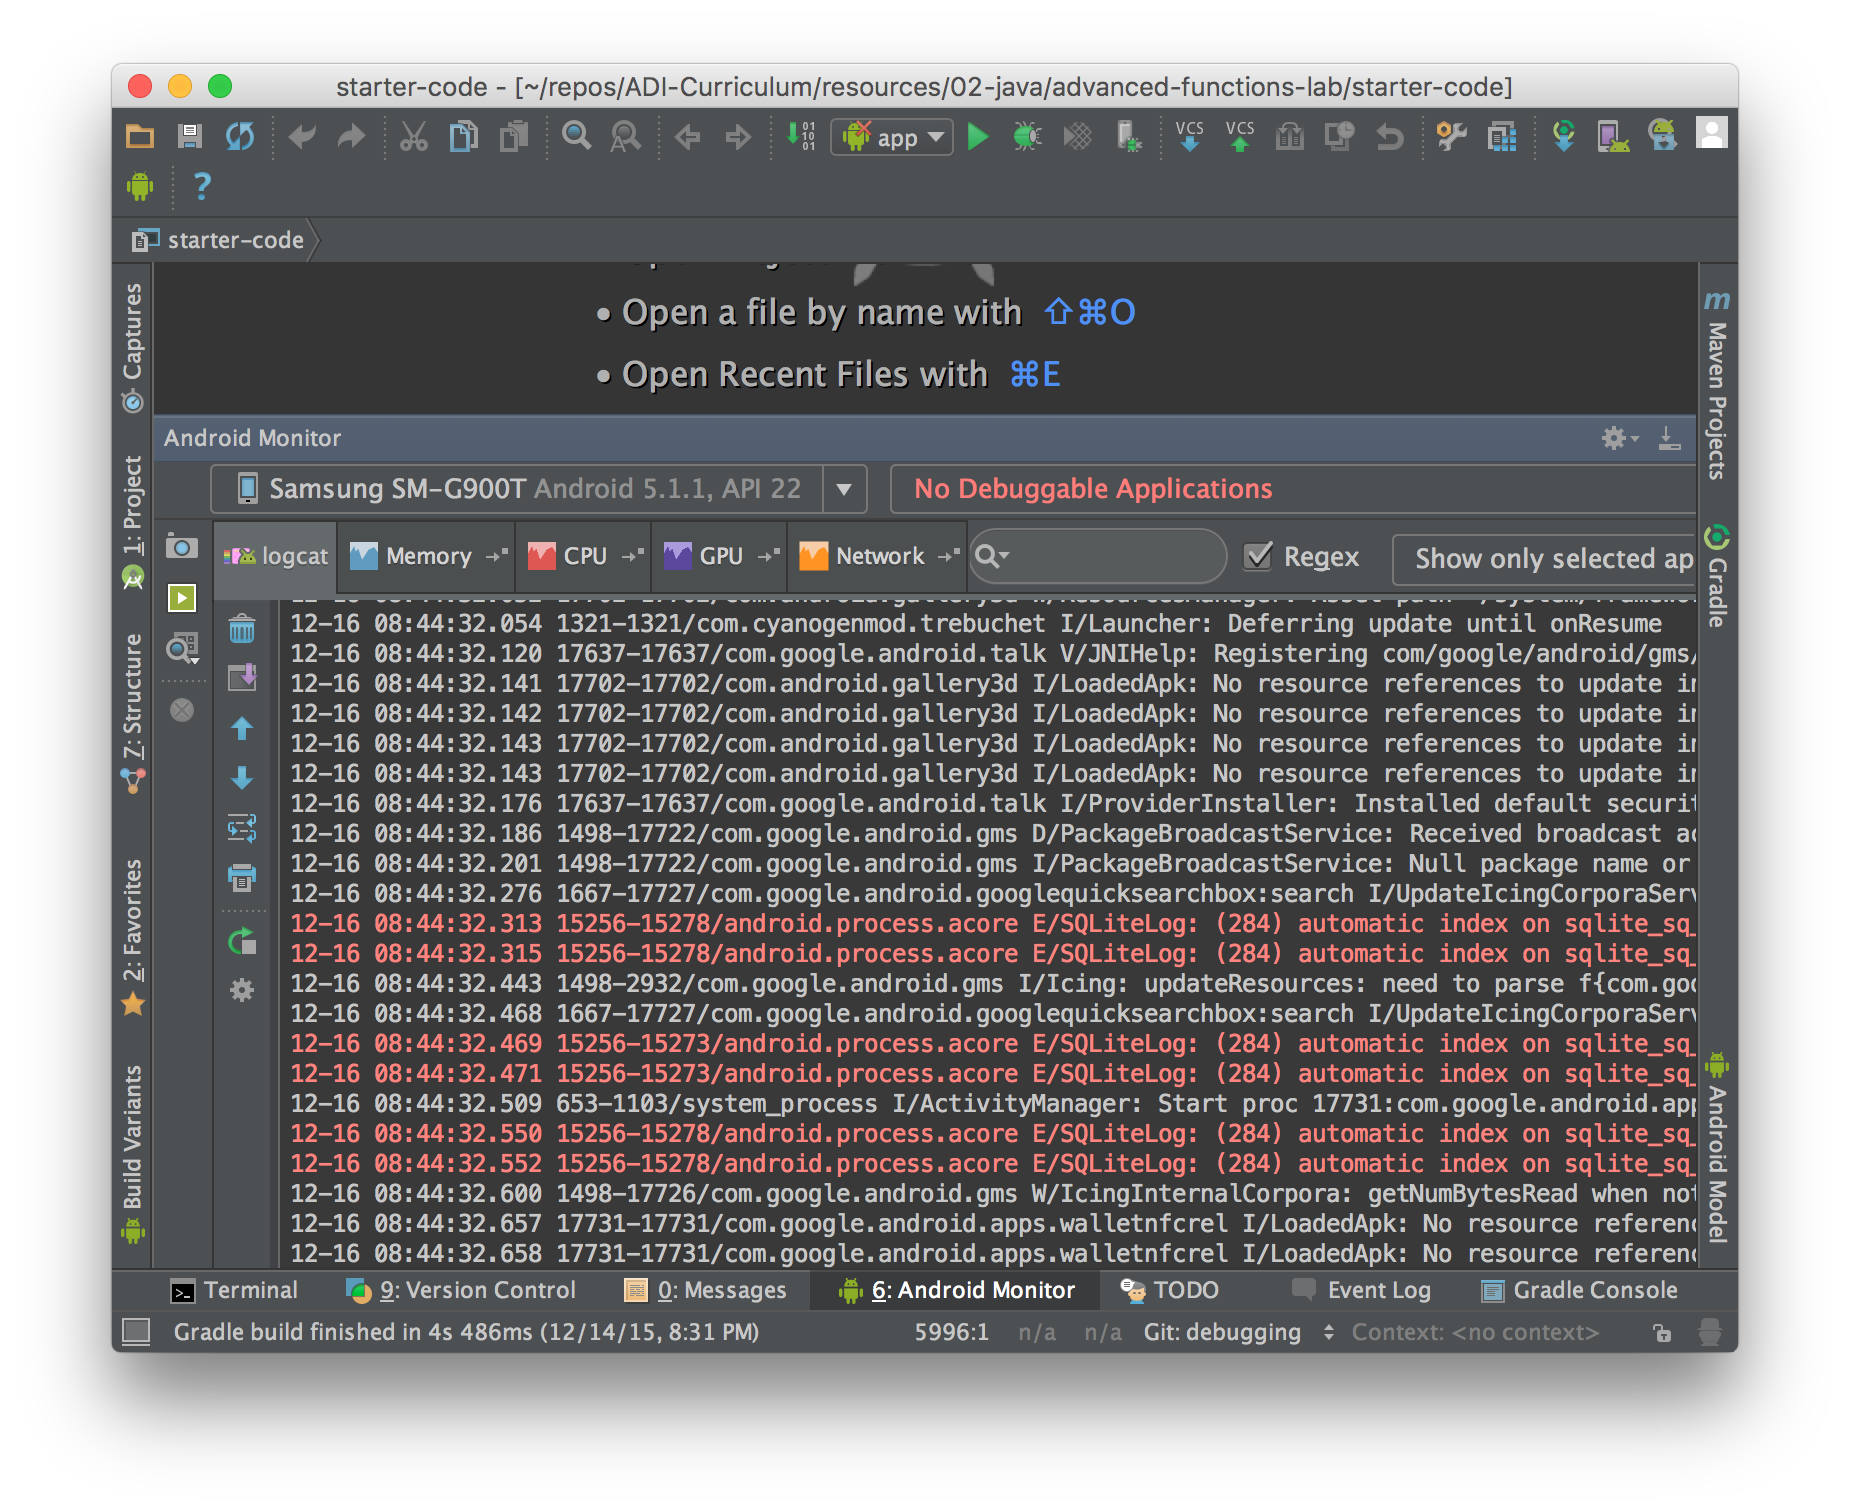 starter-code - [~/repos/ADI-Curriculum/resources/02-java/advanced-functions-lab/starter-code]
01
10
01
app
VCS
VCS
?
starter-code
• Open a file by name with ⇧⌘O
• Open Recent Files with ⌘E
Captures
1: Project
7: Structure
2: Favorites
Build Variants
m Maven Projects
Gradle
Android Model
Android Monitor
Samsung SM-G900T Android 5.1.1, API 22
No Debuggable Applications
logcat
Memory
CPU
GPU
Network
Regex
Show only selected ap
12-16 08:44:32.054 1321-1321/com.cyanogenmod.trebuchet I/Launcher: Deferring update until onResume
12-16 08:44:32.120 17637-17637/com.google.android.talk V/JNIHelp: Registering com/google/android/gms/
12-16 08:44:32.141 17702-17702/com.android.gallery3d I/LoadedApk: No resource references to update in
12-16 08:44:32.142 17702-17702/com.android.gallery3d I/LoadedApk: No resource references to update in
12-16 08:44:32.143 17702-17702/com.android.gallery3d I/LoadedApk: No resource references to update in
12-16 08:44:32.143 17702-17702/com.android.gallery3d I/LoadedApk: No resource references to update in
12-16 08:44:32.176 17637-17637/com.google.android.talk I/ProviderInstaller: Installed default securit
12-16 08:44:32.186 1498-17722/com.google.android.gms D/PackageBroadcastService: Received broadcast ac
12-16 08:44:32.201 1498-17722/com.google.android.gms I/PackageBroadcastService: Null package name or
12-16 08:44:32.276 1667-17727/com.google.android.googlequicksearchbox:search I/UpdateIcingCorporaServ
12-16 08:44:32.313 15256-15278/android.process.acore E/SQLiteLog: (284) automatic index on sqlite_sq_
12-16 08:44:32.315 15256-15278/android.process.acore E/SQLiteLog: (284) automatic index on sqlite_sq_
12-16 08:44:32.443 1498-2932/com.google.android.gms I/Icing: updateResources: need to parse f{com.goo
12-16 08:44:32.468 1667-17727/com.google.android.googlequicksearchbox:search I/UpdateIcingCorporaServ
12-16 08:44:32.469 15256-15273/android.process.acore E/SQLiteLog: (284) automatic index on sqlite_sq_
12-16 08:44:32.471 15256-15273/android.process.acore E/SQLiteLog: (284) automatic index on sqlite_sq_
12-16 08:44:32.509 653-1103/system_process I/ActivityManager: Start proc 17731:com.google.android.app
12-16 08:44:32.550 15256-15278/android.process.acore E/SQLiteLog: (284) automatic index on sqlite_sq_
12-16 08:44:32.552 15256-15278/android.process.acore E/SQLiteLog: (284) automatic index on sqlite_sq_
12-16 08:44:32.600 1498-17726/com.google.android.gms W/IcingInternalCorpora: getNumBytesRead when not
12-16 08:44:32.657 17731-17731/com.google.android.apps.walletnfcrel I/LoadedApk: No resource referenc
12-16 08:44:32.658 17731-17731/com.google.android.apps.walletnfcrel I/LoadedApk: No resource referenc
Terminal
9: Version Control
0: Messages
6: Android Monitor
TODO
Event Log
Gradle Console
Gradle build finished in 4s 486ms (12/14/15, 8:31 PM)
5996:1
n/a
n/a
Git: debugging
Context: <no context>